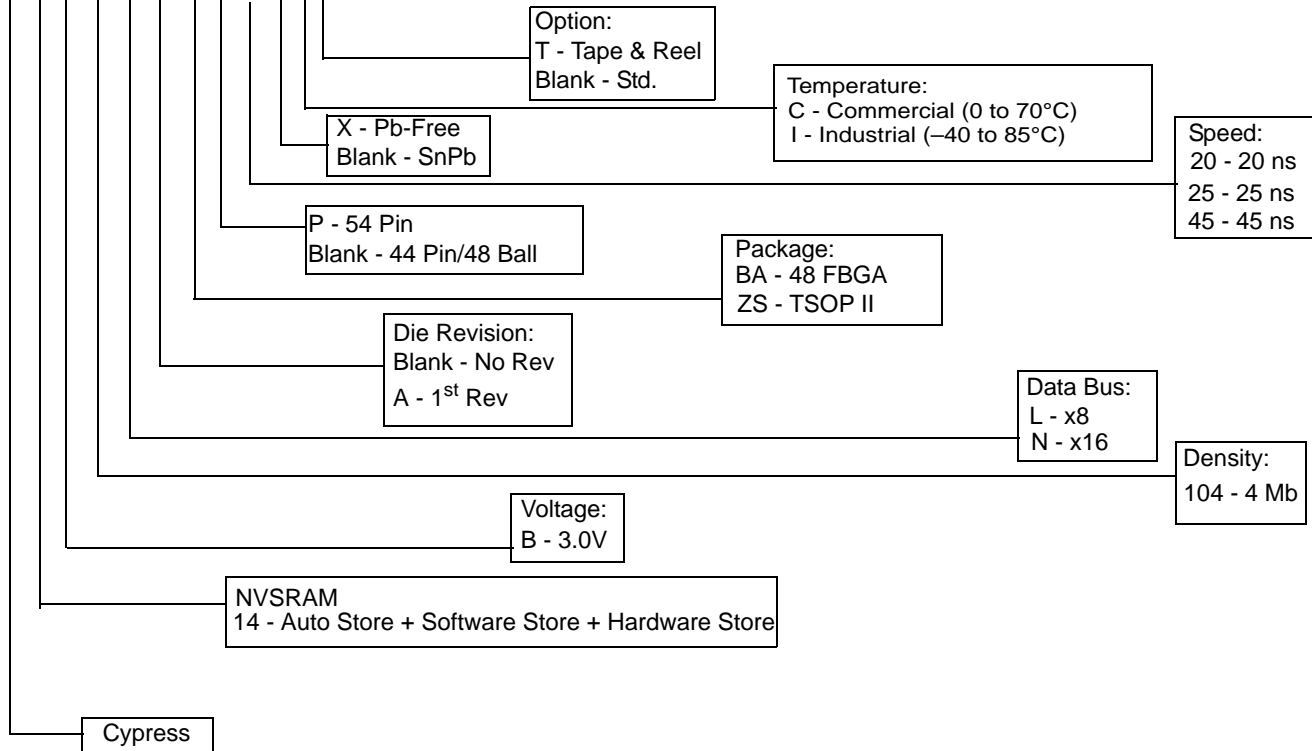 Option:
T - Tape & Reel
Blank - Std.
Temperature:
C - Commercial (0 to 70°C)
I - Industrial (–40 to 85°C)
X - Pb-Free
Blank - SnPb
Speed:
20 - 20 ns
25 - 25 ns
45 - 45 ns
P - 54 Pin
Blank - 44 Pin/48 Ball
Package:
BA - 48 FBGA
ZS - TSOP II
Die Revision:
Blank - No Rev
A - 1st Rev
Data Bus:
L - x8
N - x16
Density:
104 - 4 Mb
Voltage:
B - 3.0V
NVSRAM
14 - Auto Store + Software Store + Hardware Store
Cypress